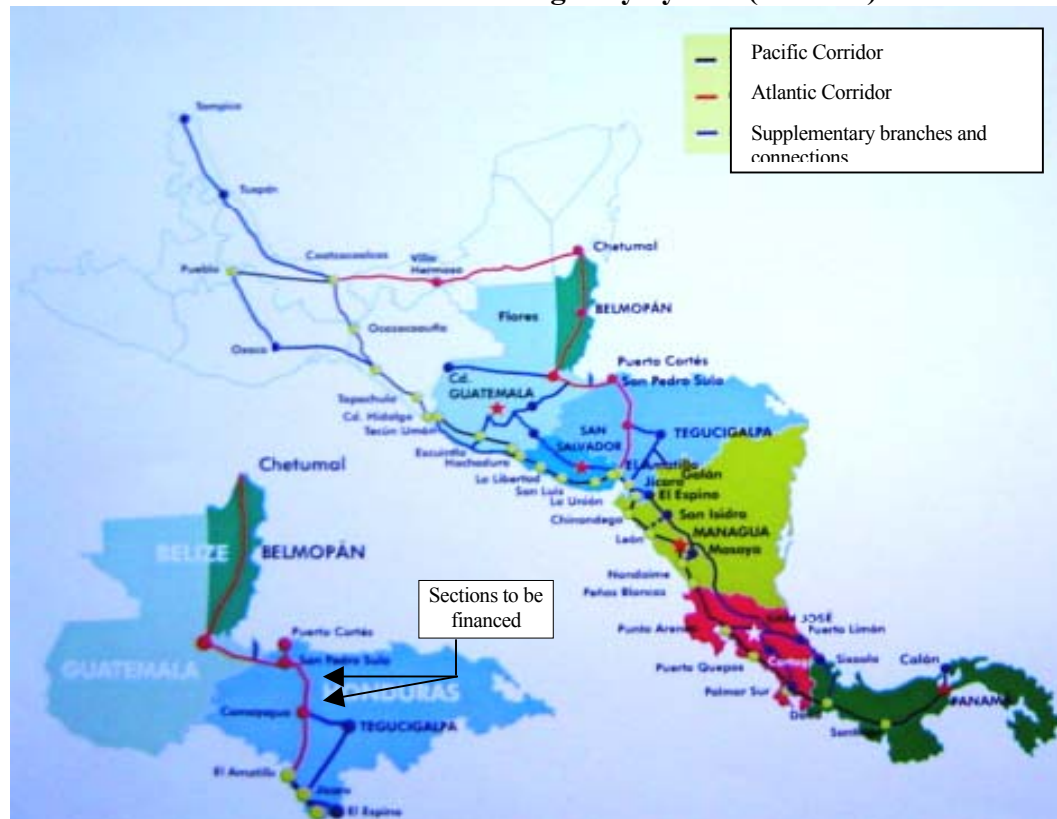 Pacific Corridor
Atlantic Corridor
Supplementary branches and
connections
Tampico
Tuxpán
Coatzacoalcos
Villa
Hermosa
Chetumal
Puebla
Flores
BELMOPÁN
Oaxaca
Puerto Cortés
San Pedro Sula
Cd.
GUATEMALA
Tapachula
Cd. Hidalgo
Tecún Umán
SAN
SALVADOR
TEGUCIGALPA
Escuintla
Hachadura
La Libertad
San Luis
La Unión
El Amatillo
Galán
Jícaro
El Espino
Chinandega
San Isidro
León
MANAGUA
Masaya
Nandaime
Peñas Blancas
JOSÉ
Punta Arenas
Puerto Limón
Puerto Quepos
Cartago
Sixaola
Colón
Palmar Sur
PANAMÁ
Santiago
Chetumal
BELIZE
BELMOPÁN
Sections to be
financed
Puerto Cortés
GUATEMALA
San Pedro Sula
HONDURAS
Comayagua
TEGUCIGALPA
El Amatillo
Jícaro
El Espino